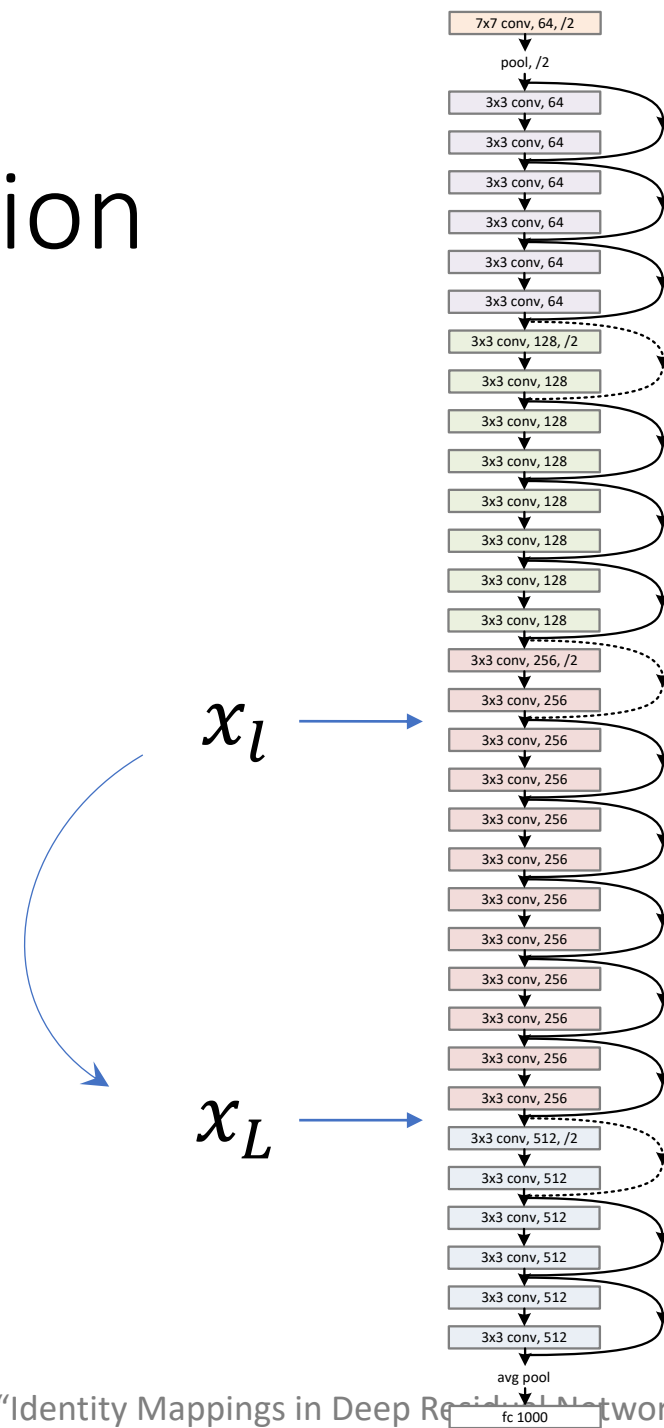 ion
7x7 conv, 64, /2
pool, /2
3x3 conv, 64
3x3 conv, 64
3x3 conv, 64
3x3 conv, 64
3x3 conv, 64
3x3 conv, 64
3x3 conv, 128, /2
3x3 conv, 128
3x3 conv, 128
3x3 conv, 128
3x3 conv, 128
3x3 conv, 128
3x3 conv, 128
3x3 conv, 128
3x3 conv, 256, /2
3x3 conv, 256
x_l
3x3 conv, 256
3x3 conv, 256
3x3 conv, 256
3x3 conv, 256
3x3 conv, 256
3x3 conv, 256
3x3 conv, 256
3x3 conv, 256
3x3 conv, 256
3x3 conv, 256
x_L
3x3 conv, 512, /2
3x3 conv, 512
3x3 conv, 512
3x3 conv, 512
3x3 conv, 512
3x3 conv, 512
avg pool
“Identity Mappings in Deep Residual Networ
fc 1000